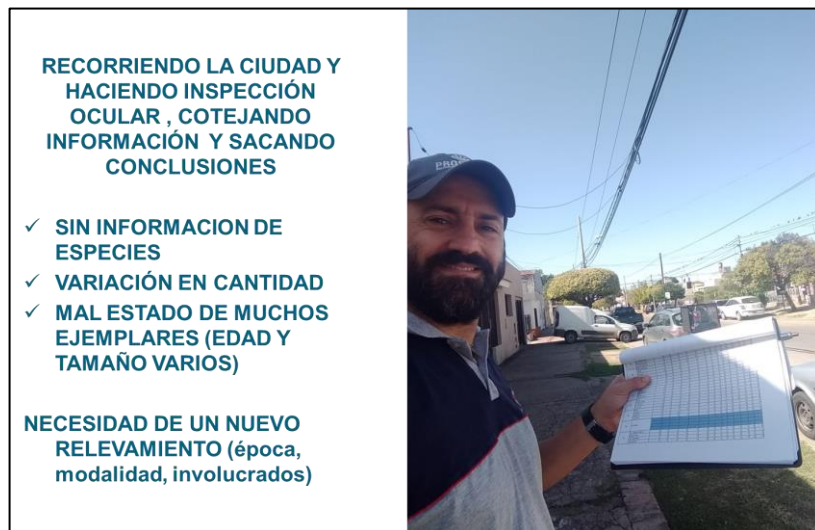 RECORRIENDO LA CIUDAD Y
HACIENDO INSPECCIÓN
OCULAR , COTEJANDO
INFORMACIÓN Y SACANDO
CONCLUSIONES
✓ SIN INFORMACION DE
ESPECIES
✓ VARIACIÓN EN CANTIDAD
✓ MAL ESTADO DE MUCHOS
EJEMPLARES (EDAD Y
TAMAÑO VARIOS)
NECESIDAD DE UN NUEVO
RELEVAMIENTO (época,
modalidad, involucrados)